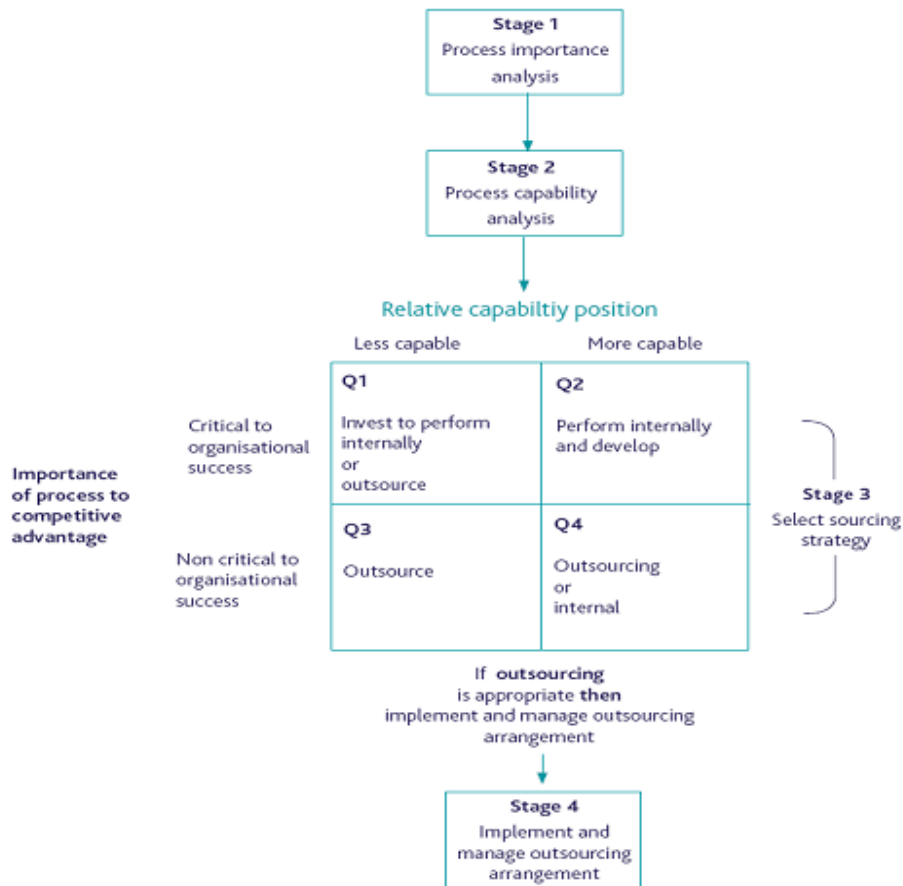 Stage 1
Process importance
analysis
Stage 2
Process capability
analysis
Relative capabiltiy position
Less capable
More capable
Importance
of process to
competitive
advantage
Critical to
organisational
success
Q1
Invest to perform
internally
or
outsource
Q2
Perform internally
and develop
Non critical to
organisational
success
Q3
Outsource
Q4
Outsourcing
or
internal
Stage 3
Select sourcing
strategy
If outsourcing
is appropriate then
implement and manage outsourcing
arrangement
Stage 4
Implement and
manage outsourcing
arrangement